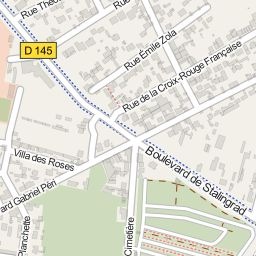 Rue Théo
D 145
Rue Émile Zola
Rue de la Croix-Rouge Française
Villa des Roses
Boulevard de Stalingrad
ard Gabriel Péri
Planchette
Cimetière